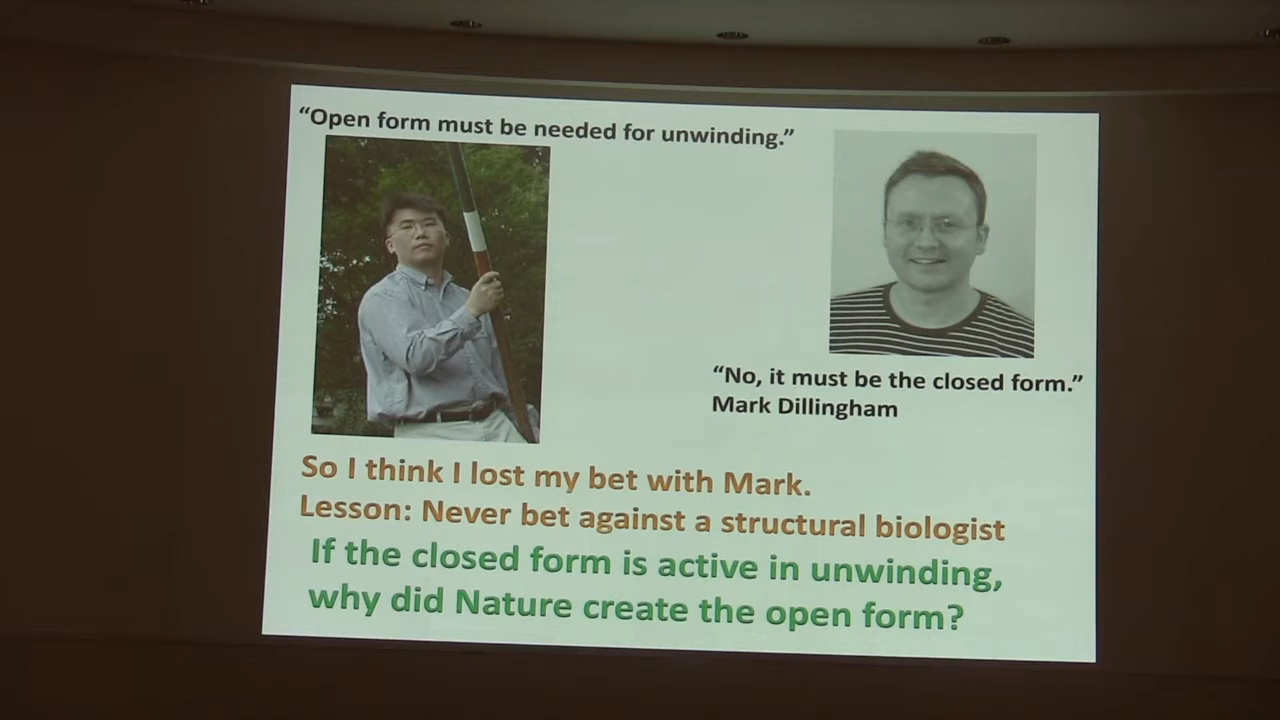 “Open form must be needed for unwinding.”
“No, it must be the closed form.”
Mark Dillingham
So I think I lost my bet with Mark.
Lesson: Never bet against a structural biologist
If the closed form is active in unwinding,
why did Nature create the open form?